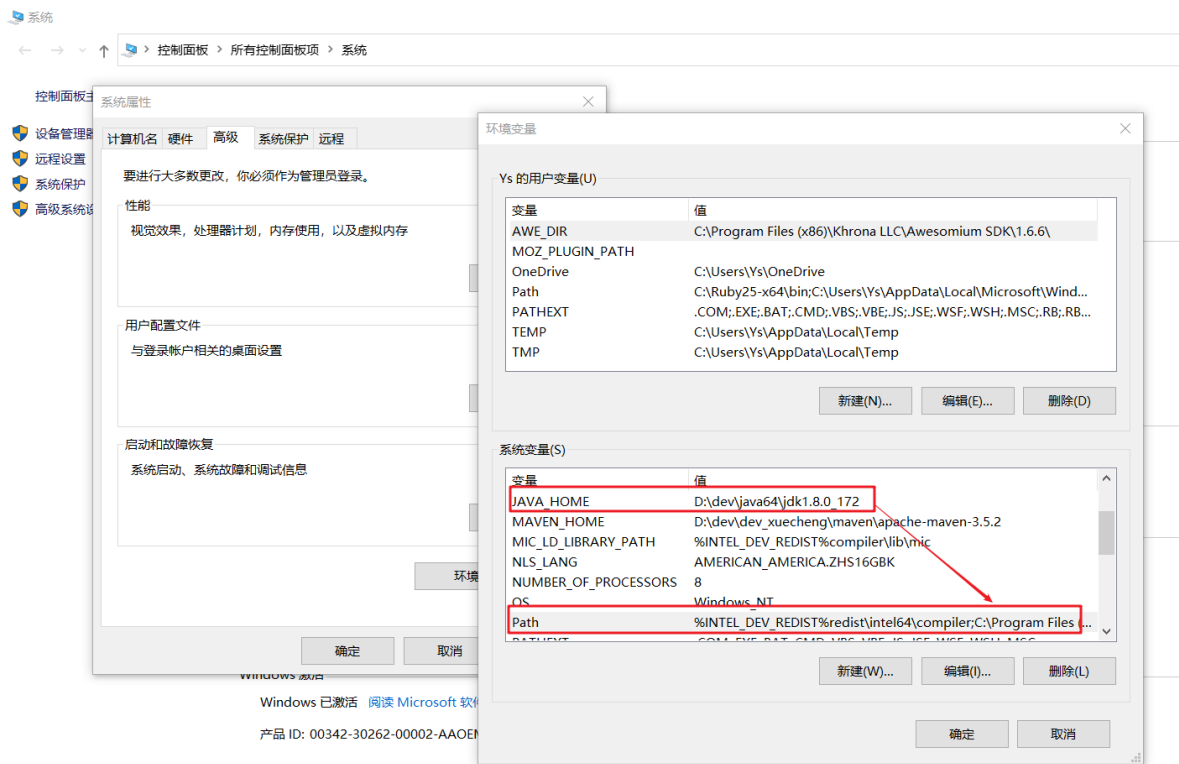 系统
控制面板 › 所有控制面板项 › 系统
控制面板主
设备管理器
远程设置
系统保护
高级系统设
系统属性
计算机名 硬件 高级 系统保护 远程
要进行大多数更改，你必须作为管理员登录。
性能
视觉效果，处理器计划，内存使用，以及虚拟内存
用户配置文件
与登录帐户相关的桌面设置
启动和故障恢复
系统启动、系统故障和调试信息
环境
确定 取消
Windows 激活
Windows 已激活 阅读 Microsoft 软件
产品 ID: 00342-30262-00002-AAOEM
环境变量
Ys 的用户变量(U)
变量 值
AWE_DIR C:\Program Files (x86)\Khrona LLC\Awesomium SDK\1.6.6\
MOZ_PLUGIN_PATH
OneDrive C:\Users\Ys\OneDrive
Path C:\Ruby25-x64\bin;C:\Users\Ys\AppData\Local\Microsoft\Wind...
PATHEXT .COM;.EXE;.BAT;.CMD;.VBS;.VBE;.JS;.JSE;.WSF;.WSH;.MSC;.RB;.RB...
TEMP C:\Users\Ys\AppData\Local\Temp
TMP C:\Users\Ys\AppData\Local\Temp
新建(N)... 编辑(E)... 删除(D)
系统变量(S)
变量 值
JAVA_HOME D:\dev\java64\jdk1.8.0_172
MAVEN_HOME D:\dev\dev_xuecheng\maven\apache-maven-3.5.2
MIC_LD_LIBRARY_PATH %INTEL_DEV_REDIST%compiler\lib\mic
NLS_LANG AMERICAN_AMERICA.ZHS16GBK
NUMBER_OF_PROCESSORS 8
OS Windows_NT
Path %INTEL_DEV_REDIST%redist\intel64\compiler;C:\Program Files (...
PATHEXT .COM;.EXE;.BAT;.CMD;.VBS;.VBE;.JS;.JSE;.WSF;.WSH;.MSC
新建(W)... 编辑(I)... 删除(L)
确定 取消